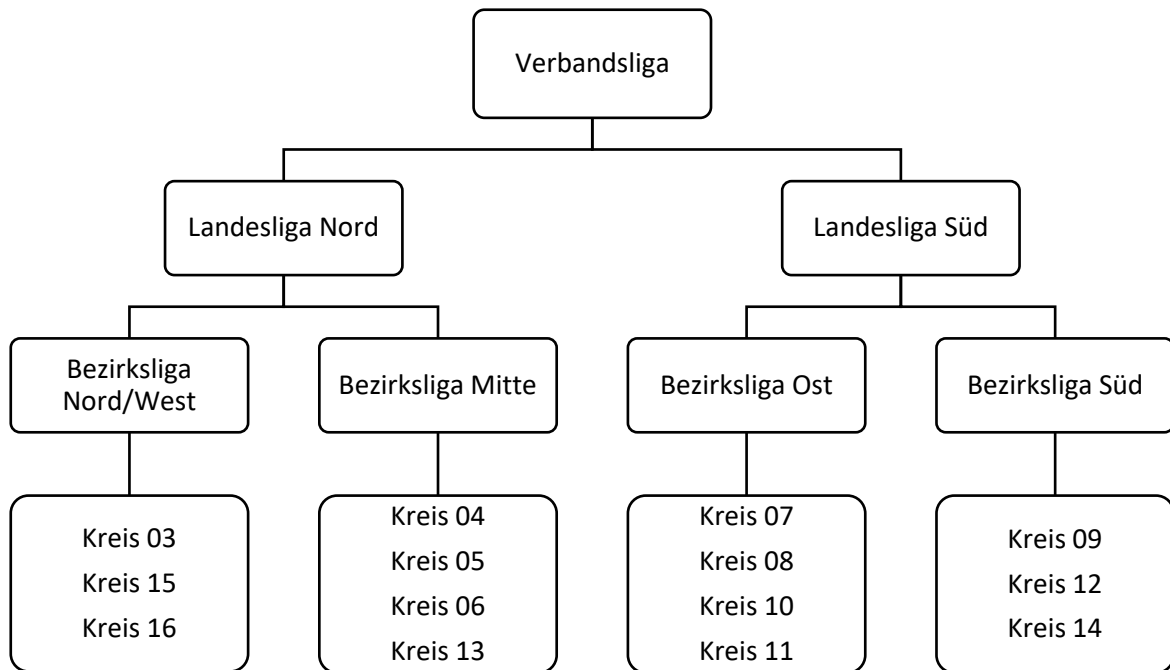 Verbandsliga
Landesliga Nord
Landesliga Süd
Bezirksliga
Nord/West
Bezirksliga Mitte
Bezirksliga Ost
Bezirksliga Süd
Kreis 03
Kreis 15
Kreis 16
Kreis 04
Kreis 05
Kreis 06
Kreis 13
Kreis 07
Kreis 08
Kreis 10
Kreis 11
Kreis 09
Kreis 12
Kreis 14